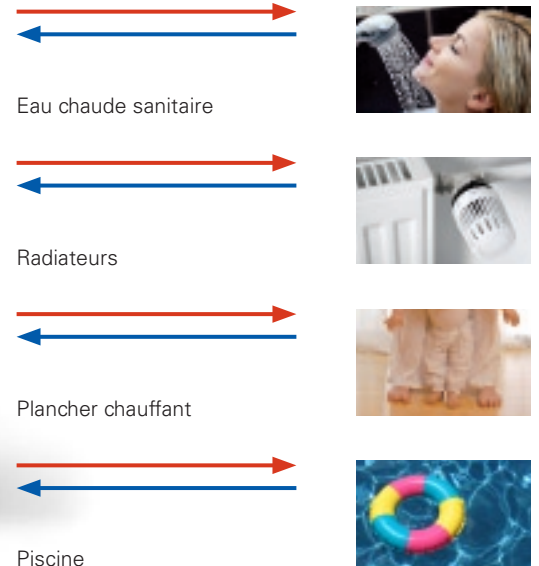 Eau chaude sanitaire
Radiateurs
Plancher chauffant
Piscine